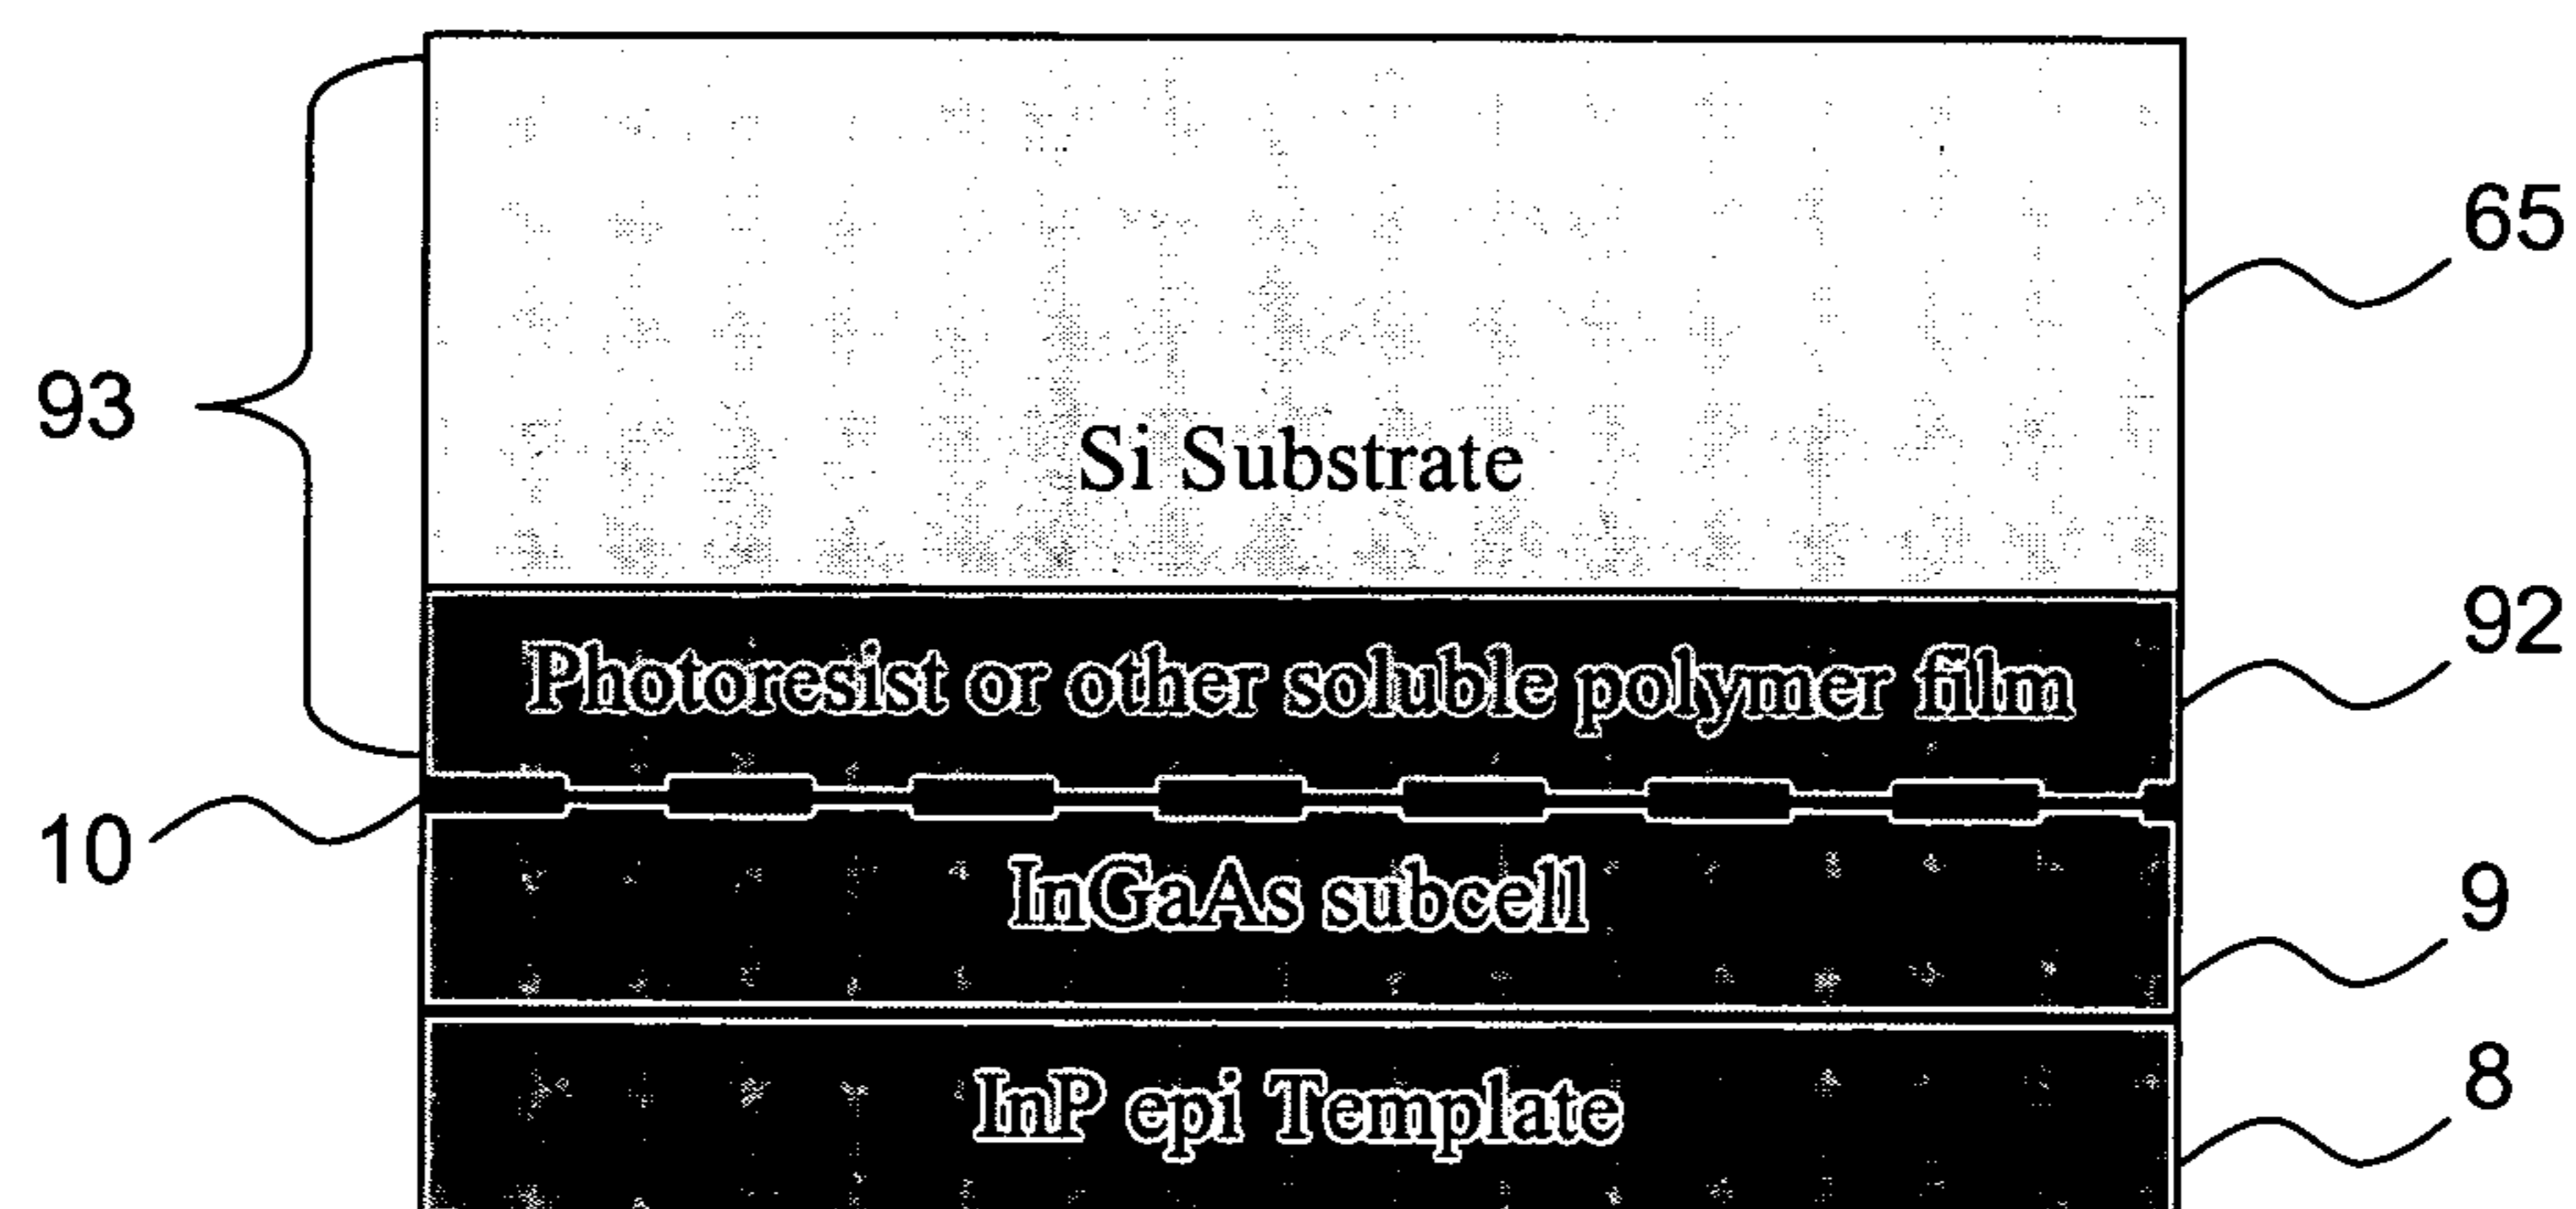 65
93
Si Substrate
92
Photoresist or other soluble polymer film
10
InGaAs subcell
9
InP epi Template
8